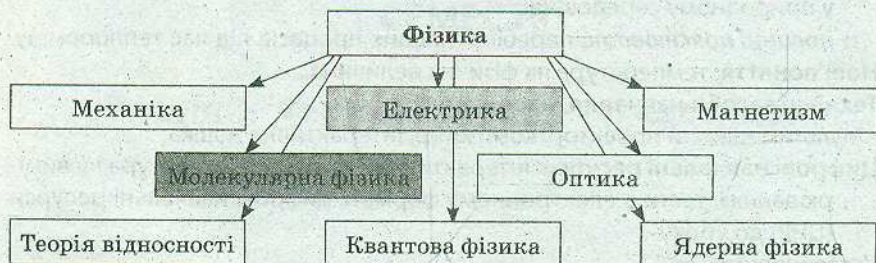 Фізика
Механіка
Електрика
Магнетизм
Молекулярна фізика
Оптика
Теорія відносності
Квантова фізика
Ядерна фізика